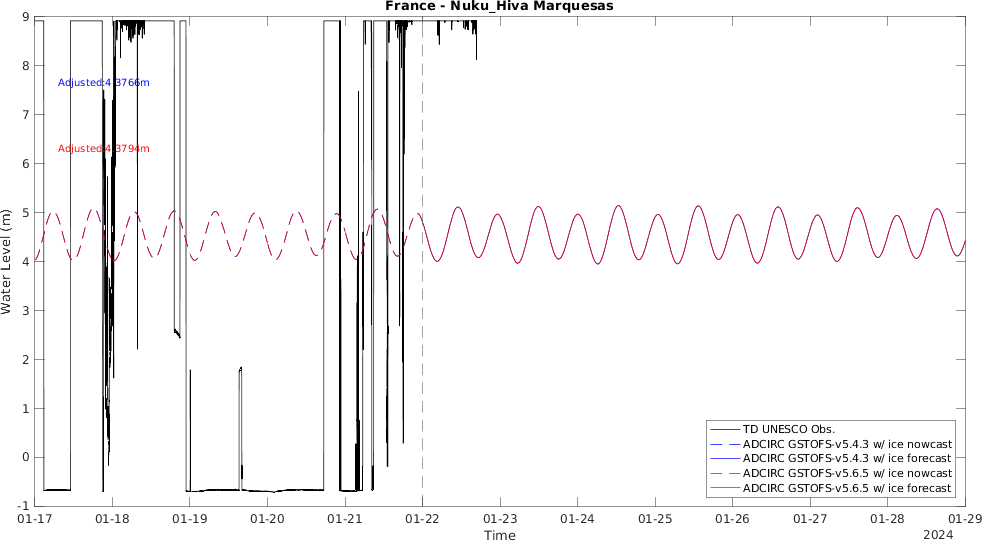 France - Nuku_Hiva Marquesas
9
8
7
6
5
4
3
2
1
0
-1
Water Level (m)
Adjusted:4.3766m
Adjusted:4.3794m
TD UNESCO Obs.
ADCIRC GSTOFS-v5.4.3 w/ ice nowcast
ADCIRC GSTOFS-v5.4.3 w/ ice forecast
ADCIRC GSTOFS-v5.6.5 w/ ice nowcast
ADCIRC GSTOFS-v5.6.5 w/ ice forecast
01-17 01-18 01-19 01-20 01-21 01-22 01-23 01-24 01-25 01-26 01-27 01-28 01-29
Time
2024